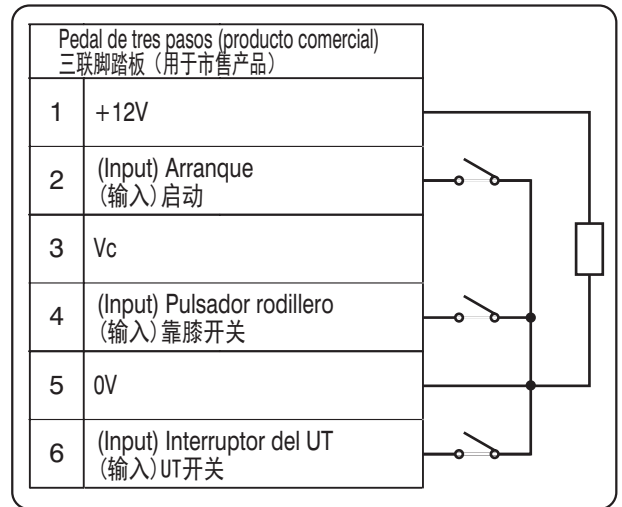 Pedal de tres pasos (producto comercial)
三联脚踏板（用于市售产品）
1 +12V
2 (Input) Arranque
(输入)启动
3 Vc
4 (Input) Pulsador rodillero
(输入)靠膝开关
5 0V
6 (Input) Interruptor del UT
(输入)UT开关